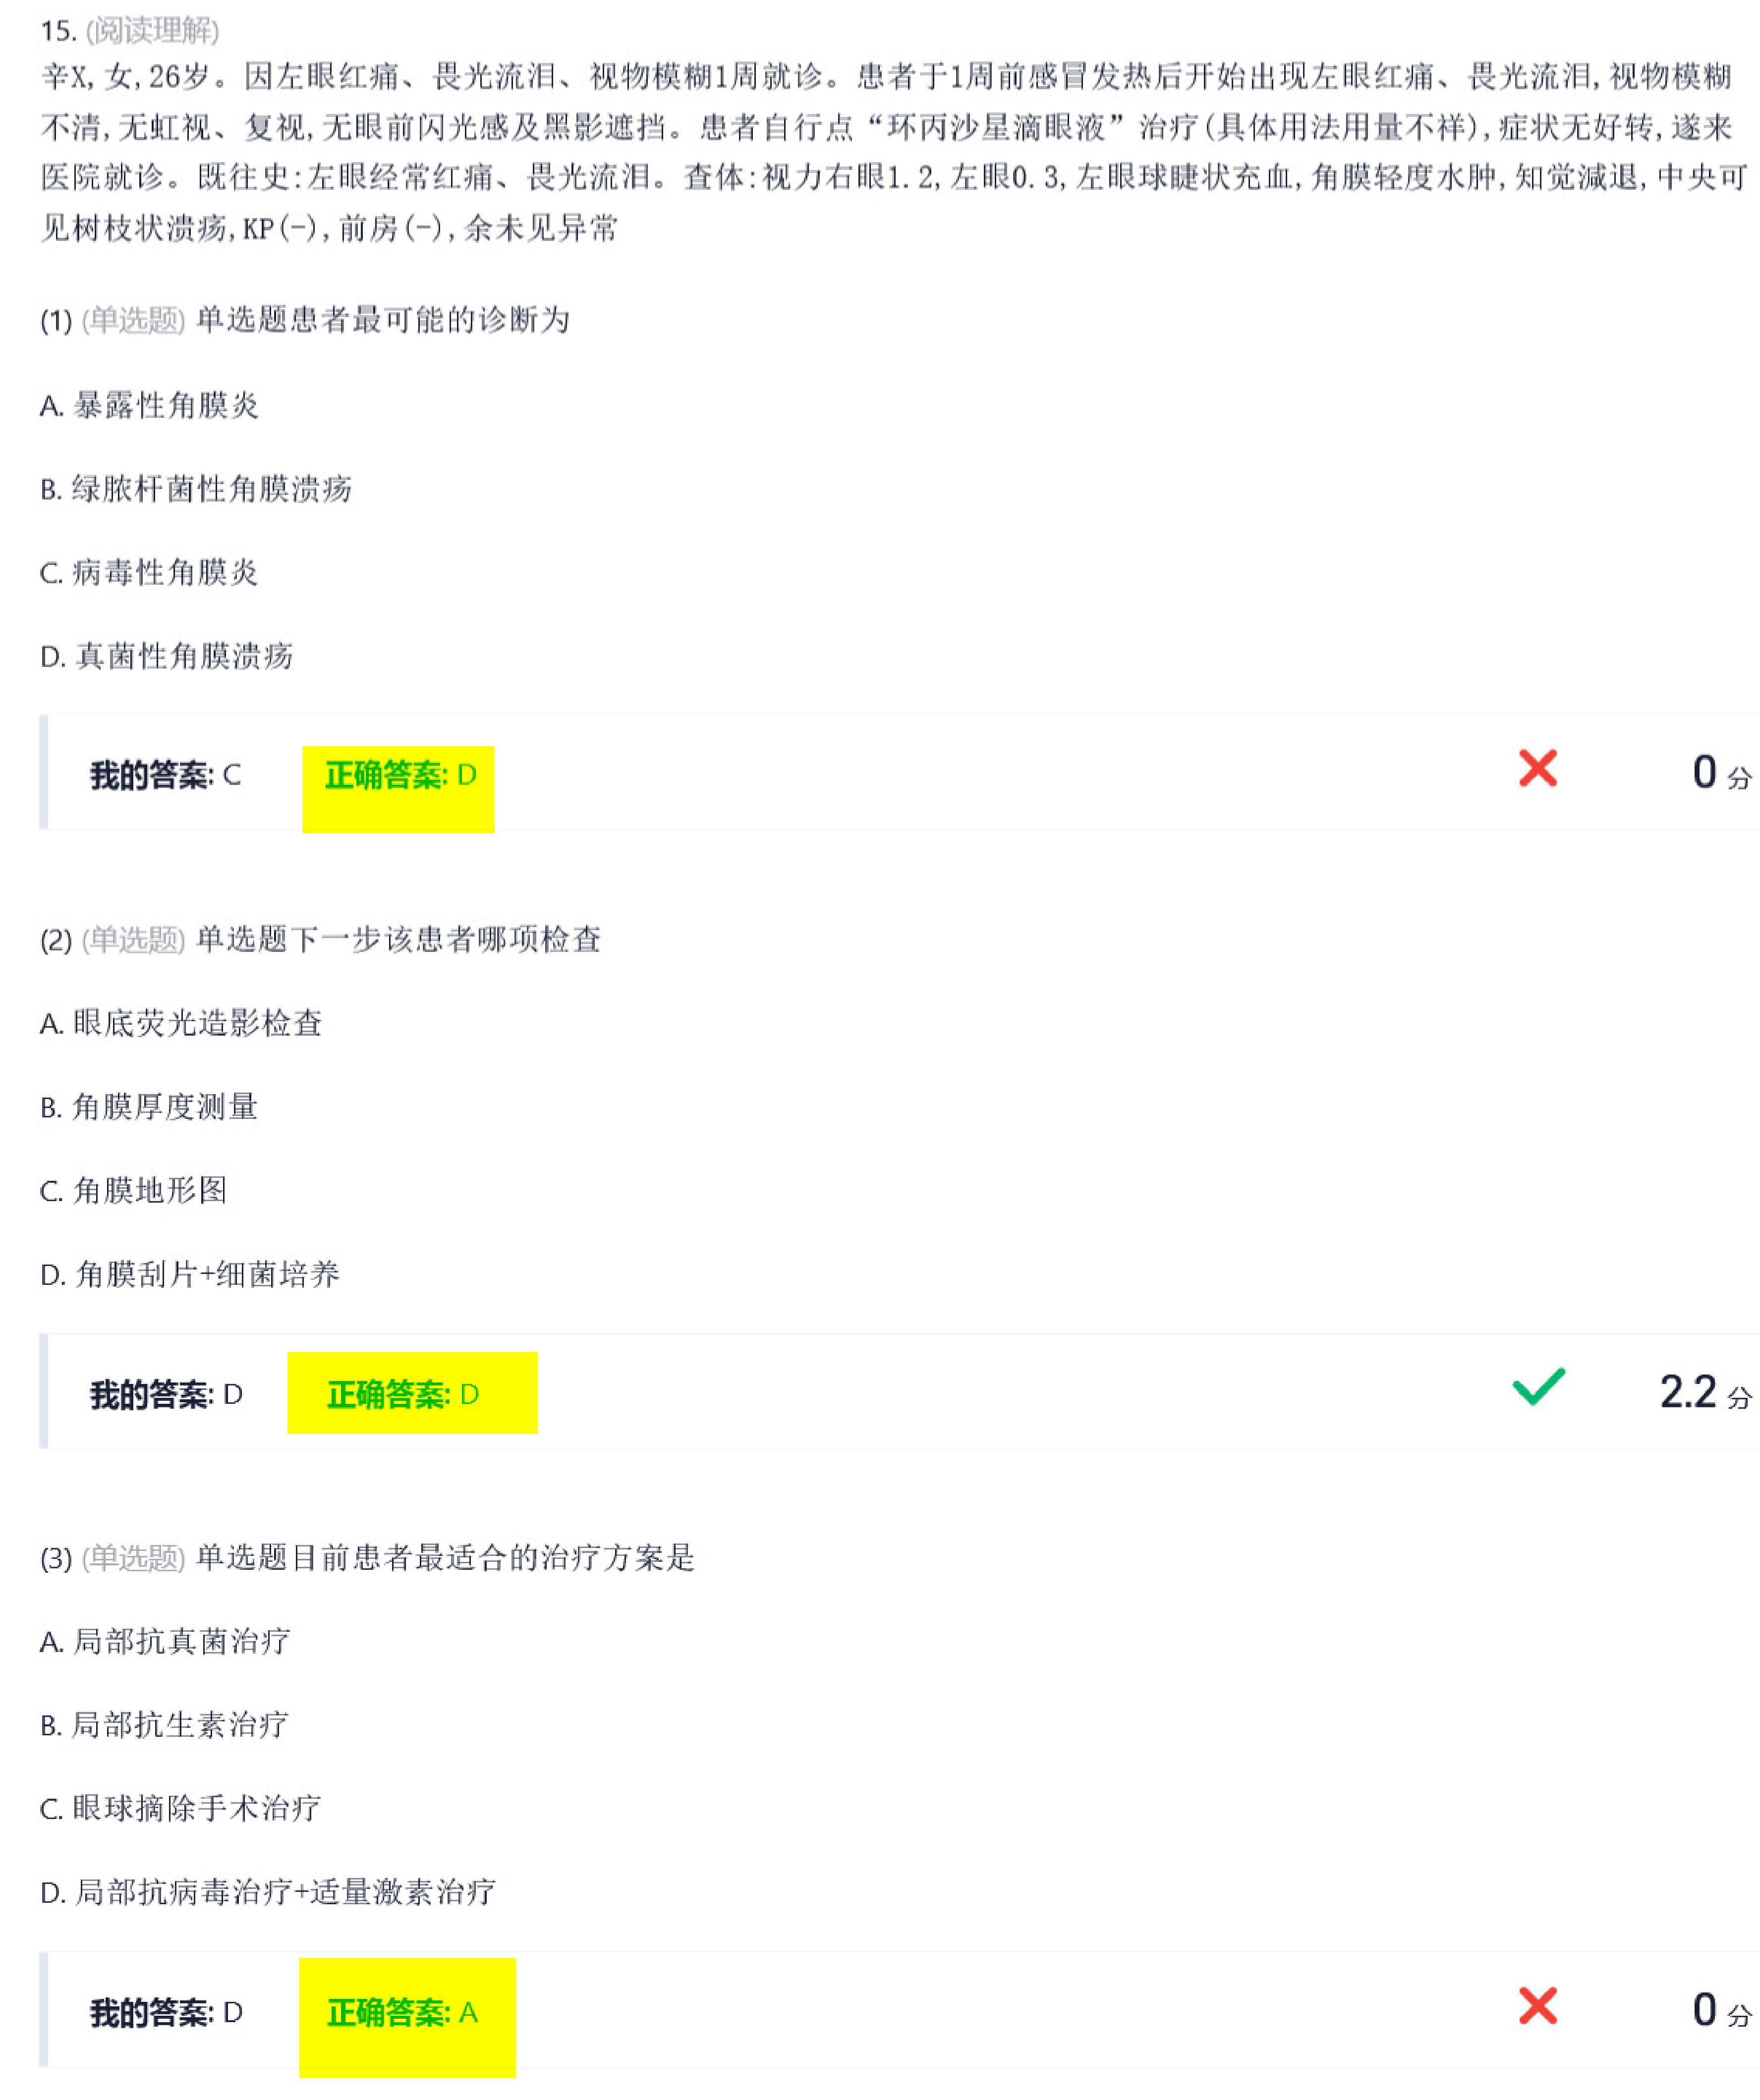 15. (阅读理解)
辛X,女,26岁。因左眼红痛、畏光流泪、视物模糊1周就诊。患者于1周前感冒发热后开始出现左眼红痛、畏光流泪,视物模糊
不清,无虹视、复视,无眼前闪光感及黑影遮挡。患者自行点“环丙沙星滴眼液”治疗(具体用法用量不祥),症状无好转,遂来
医院就诊。既往史:左眼经常红痛、畏光流泪。查体:视力右眼1.2,左眼0.3,左眼球睫状充血,角膜轻度水肿,知觉減退,中央可
见树枝状溃疡,KP(-),前房(-),余未见异常
(1) (单选题) 单选题患者最可能的诊断为
A. 暴露性角膜炎
B. 绿脓杆菌性角膜溃疡
C. 病毒性角膜炎
D. 真菌性角膜溃疡
我的答案: C 正确答案: D 0 分
(2) (单选题) 单选题下一步该患者哪项检查
A. 眼底荧光造影检查
B. 角膜厚度测量
C. 角膜地形图
D. 角膜刮片+细菌培养
我的答案: D 正确答案: D 2.2 分
(3) (单选题) 单选题目前患者最适合的治疗方案是
A. 局部抗真菌治疗
B. 局部抗生素治疗
C. 眼球摘除手术治疗
D. 局部抗病毒治疗+适量激素治疗
我的答案: D 正确答案: A 0 分